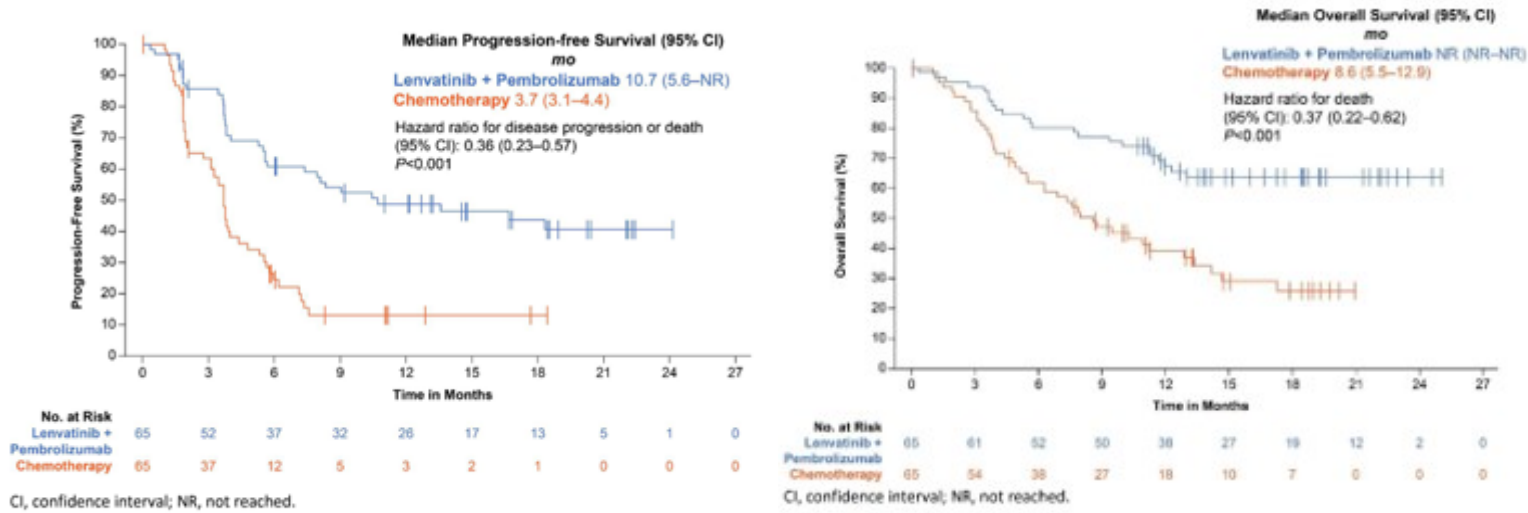 Median Progression-free Survival (95% CI)
mo
Lenvatinib + Pembrolizumab 10.7 (5.6–NR)
Chemotherapy 3.7 (3.1–4.4)
Hazard ratio for disease progression or death
(95% CI): 0.36 (0.23–0.57)
P<0.001
Progression-Free Survival (%)
100
90
80
70
60
50
40
30
20
10
0
0 3 6 9 12 15 18 21 24 27
Time in Months
No. at Risk
Lenvatinib + 65 52 37 32 26 17 13 5 1 0
Pembrolizumab
Chemotherapy 65 37 12 5 3 2 1 0 0 0
CI, confidence interval; NR, not reached.
Median Overall Survival (95% CI)
mo
Lenvatinib + Pembrolizumab NR (NR–NR)
Chemotherapy 8.6 (5.5–12.9)
Hazard ratio for death
(95% CI): 0.37 (0.22–0.62)
P<0.001
Overall Survival (%)
100
90
80
70
60
50
40
30
20
10
0
0 3 6 9 12 15 18 21 24 27
Time in Months
No. at Risk
Lenvatinib + 65 61 52 50 38 27 19 12 2 0
Pembrolizumab
Chemotherapy 65 54 38 27 18 10 7 0 0 0
CI, confidence interval; NR, not reached.